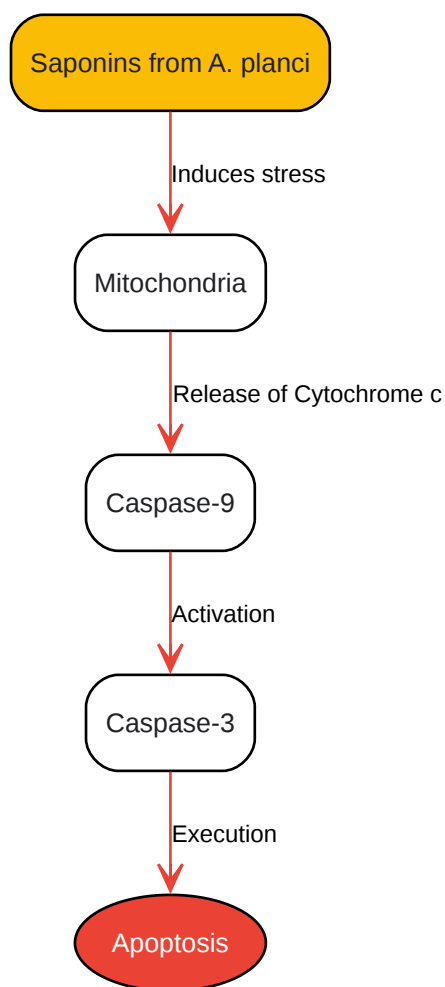 Saponins from A. planci
Induces stress
Mitochondria
Release of Cytochrome c
Caspase-9
Activation
Caspase-3
Execution
Apoptosis